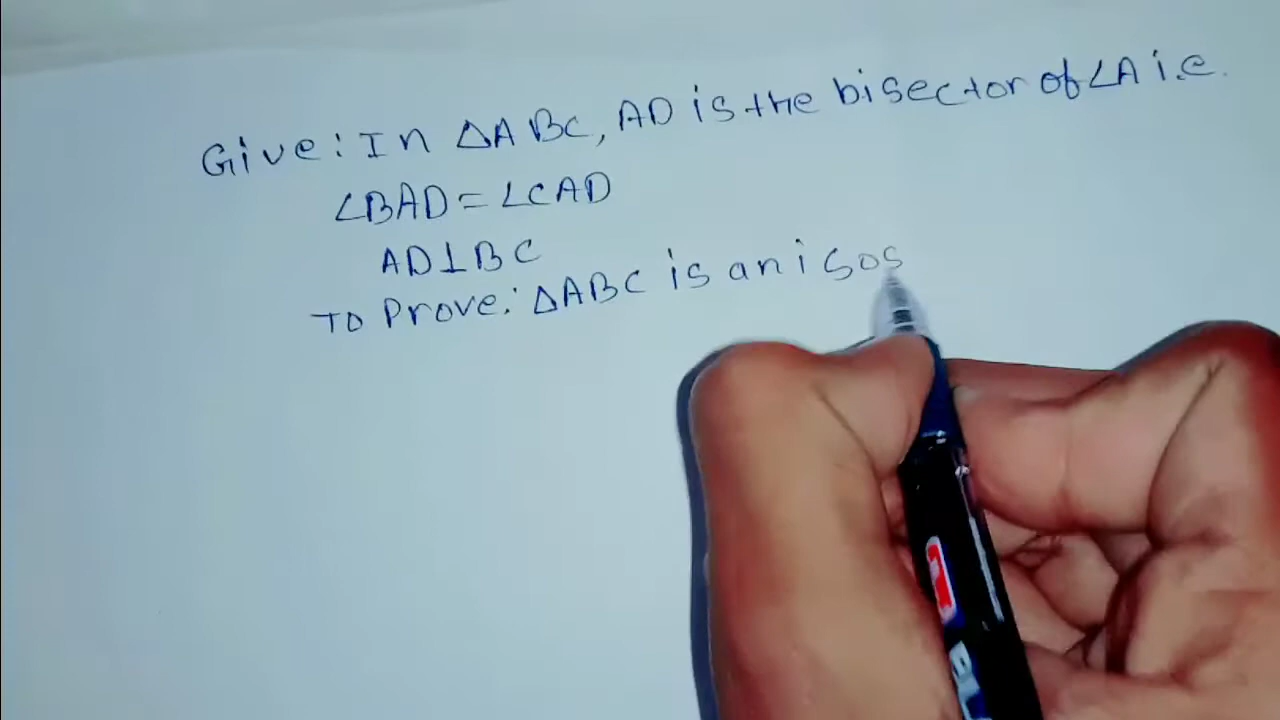 Give: In ΔABC, AD is the bisector of ∠A i.e.
∠BAD = ∠CAD
AD⊥BC
To Prove: ΔABC is an isos